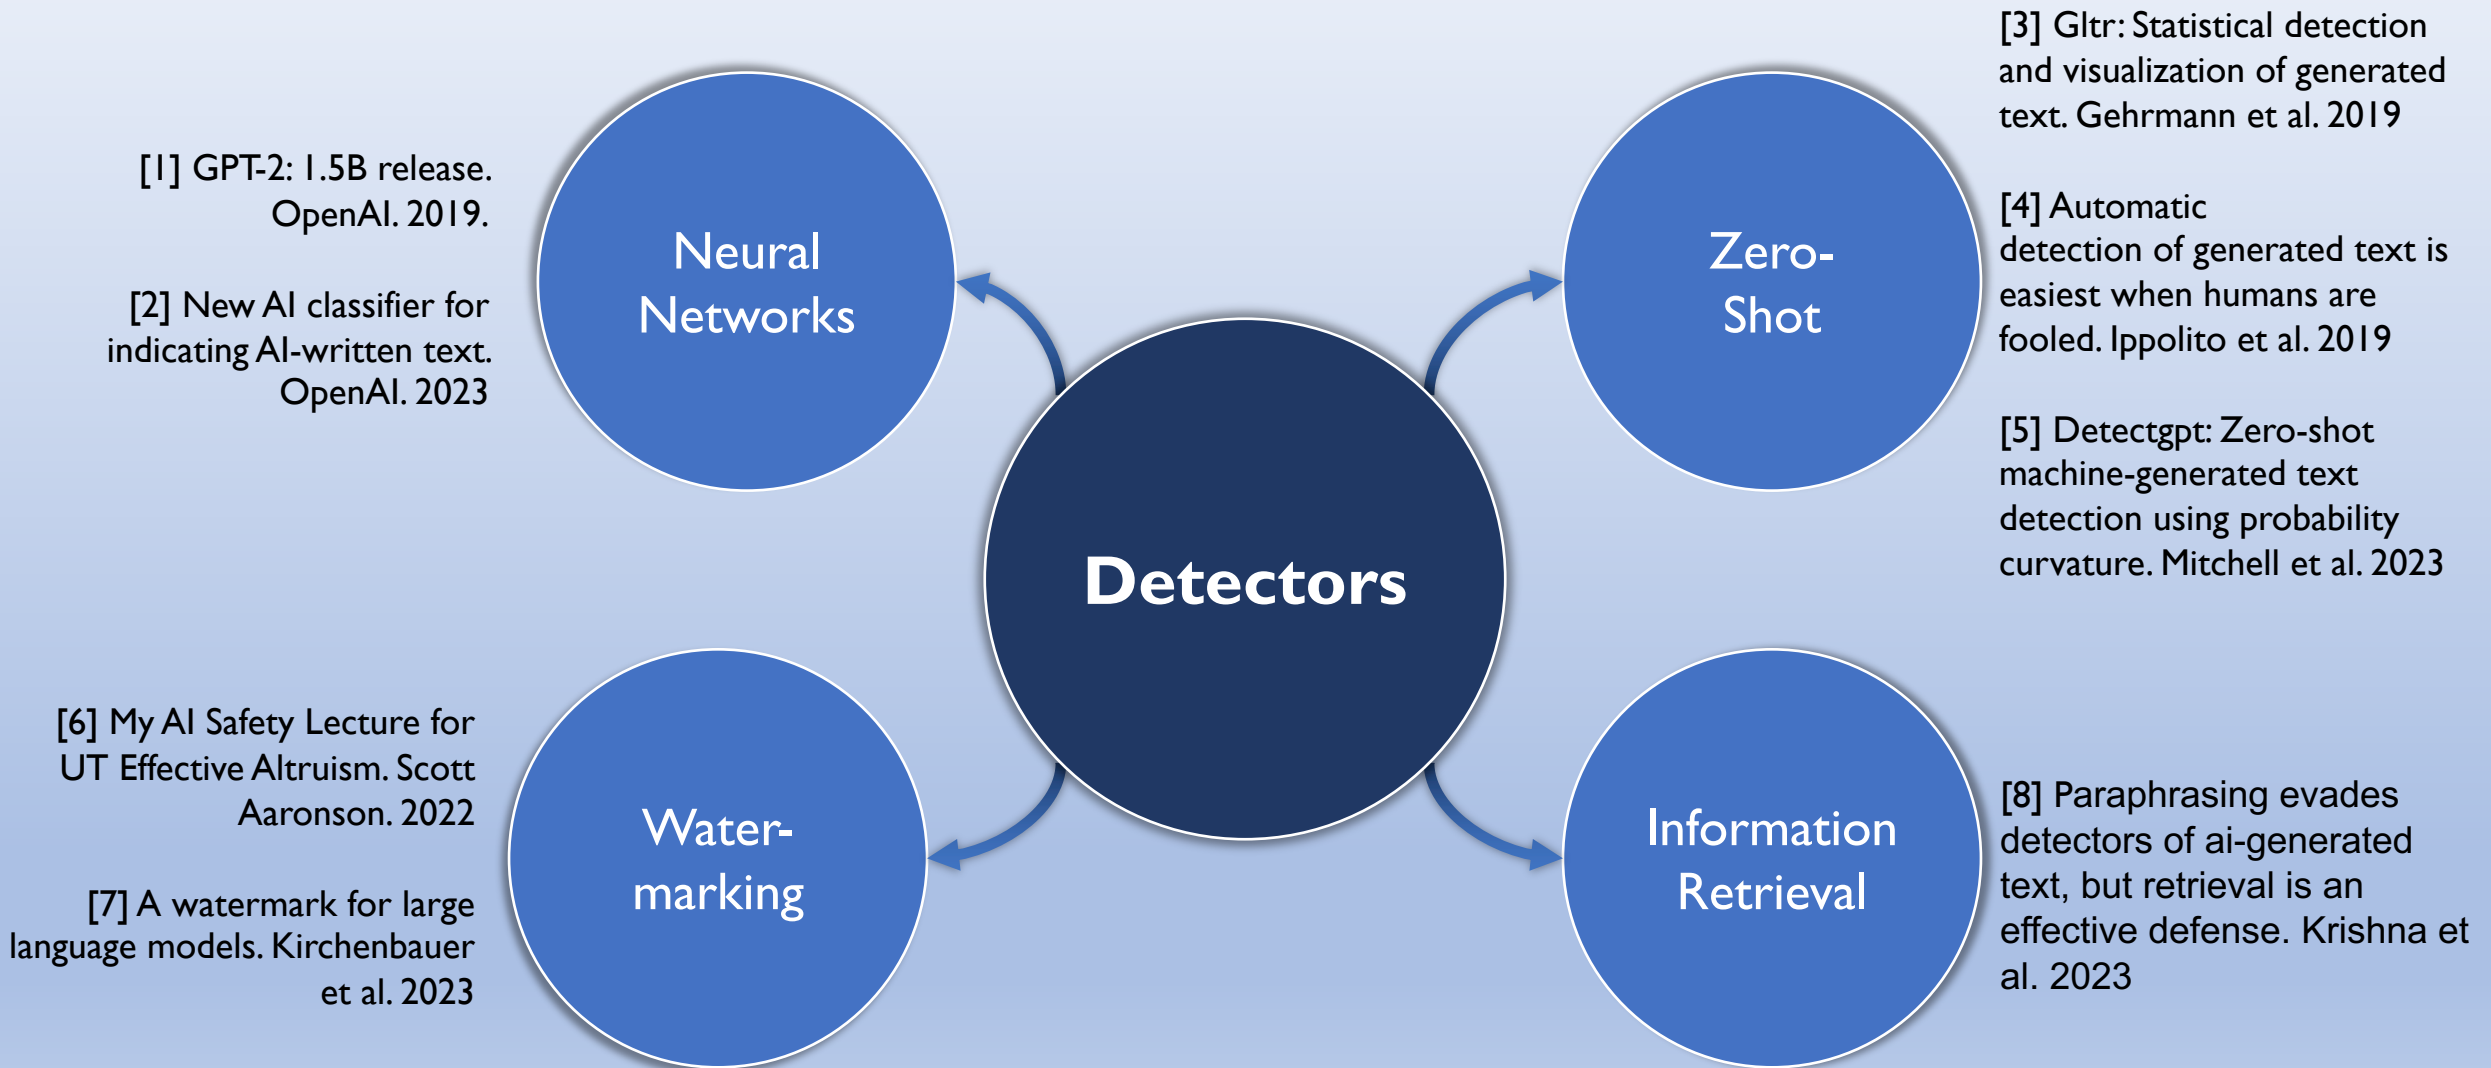 [1] GPT-2: 1.5B release.
OpenAI. 2019.
[2] New AI classifier for
indicating AI-written text.
OpenAI. 2023
Neural
Networks
Zero-
Shot
[3] Gltr: Statistical detection
and visualization of generated
text. Gehrmann et al. 2019
[4] Automatic
detection of generated text is
easiest when humans are
fooled. Ippolito et al. 2019
[5] Detectgpt: Zero-shot
machine-generated text
detection using probability
curvature. Mitchell et al. 2023
Detectors
[6] My AI Safety Lecture for
UT Effective Altruism. Scott
Aaronson. 2022
[7] A watermark for large
language models. Kirchenbauer
et al. 2023
Water-
marking
Information
Retrieval
[8] Paraphrasing evades
detectors of ai-generated
text, but retrieval is an
effective defense. Krishna et
al. 2023